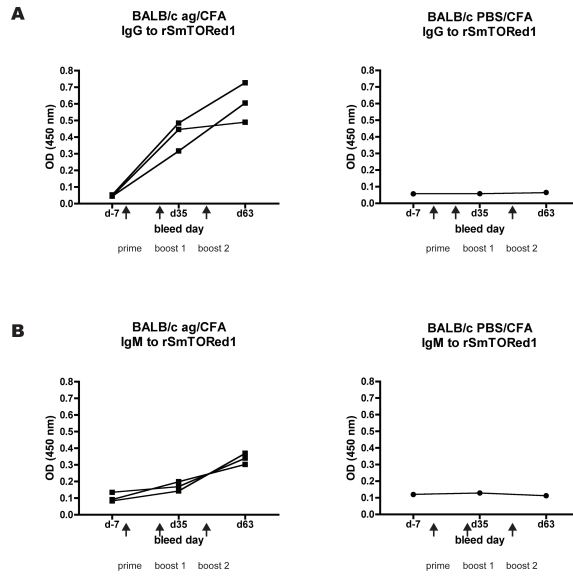 A
BALB/c ag/CFA
IgG to rSmTORed1
OD (450 nm)
0.8
0.7
0.6
0.5
0.4
0.3
0.2
0.1
0.0
d-7 d35 d63
bleed day
prime boost 1 boost 2
BALB/c PBS/CFA
IgG to rSmTORed1
OD (450 nm)
0.8
0.7
0.6
0.5
0.4
0.3
0.2
0.1
0.0
d-7 d35 d63
bleed day
prime boost 1 boost 2
B
BALB/c ag/CFA
IgM to rSmTORed1
OD (450 nm)
0.8
0.7
0.6
0.5
0.4
0.3
0.2
0.1
0.0
d-7 d35 d63
bleed day
prime boost 1 boost 2
BALB/c PBS/CFA
IgM to rSmTORed1
OD (450 nm)
0.8
0.7
0.6
0.5
0.4
0.3
0.2
0.1
0.0
d-7 d35 d63
bleed day
prime boost 1 boost 2